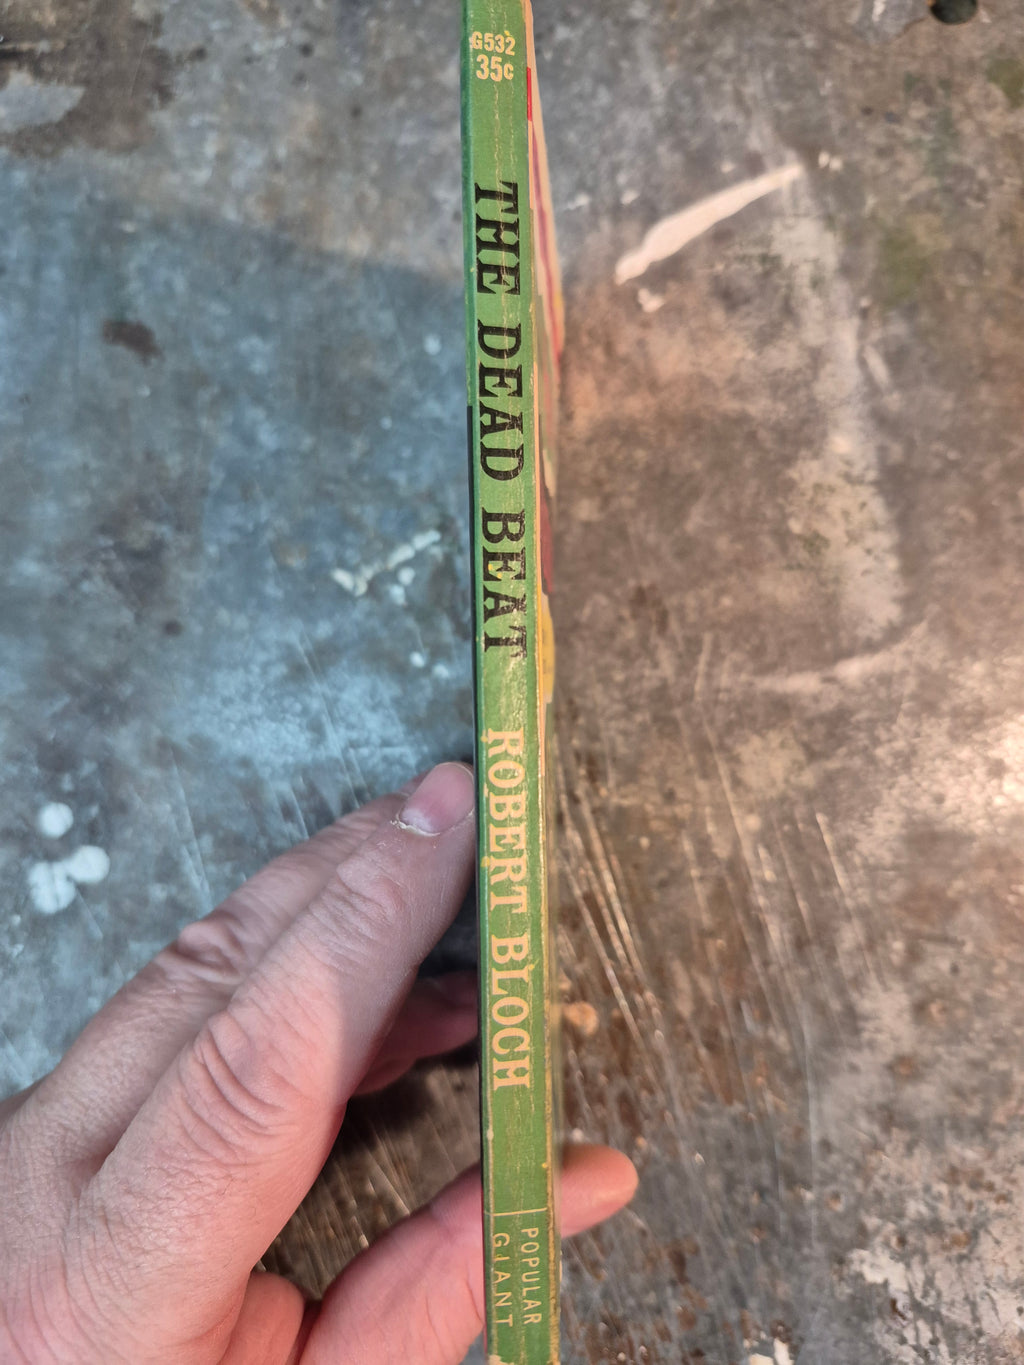 G532
35c
THE DEAD BEAT
ROBERT BLOCH
POPULAR
GIANT